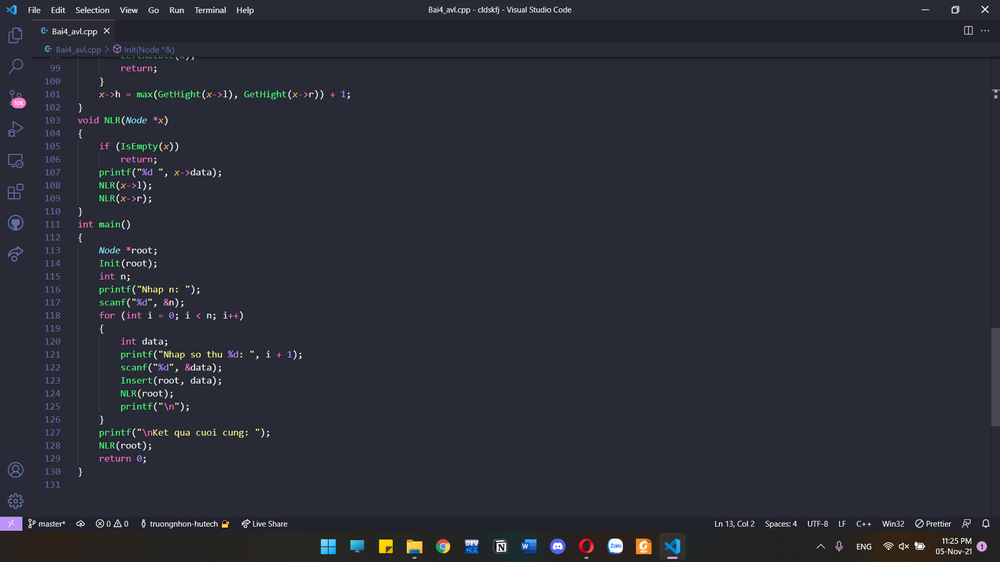 File Edit Selection View Go Run Terminal Help
Bai4_avl.cpp - cldskfj - Visual Studio Code
Bai4_avl.cpp
Bai4_avl.cpp > Init(Node *&)
99 return;
100 }
101 x->h = max(GetHight(x->l), GetHight(x->r)) + 1;
102 }
103 void NLR(Node *x)
104 {
105 if (IsEmpty(x))
106 return;
107 printf("%d ", x->data);
108 NLR(x->l);
109 NLR(x->r);
110 }
111 int main()
112 {
113 Node *root;
114 Init(root);
115 int n;
116 printf("Nhap n: ");
117 scanf("%d", &n);
118 for (int i = 0; i < n; i++)
119 {
120 int data;
121 printf("Nhap so thu %d: ", i + 1);
122 scanf("%d", &data);
123 Insert(root, data);
124 NLR(root);
125 printf("\n");
126 }
127 printf("\nKet qua cuoi cung: ");
128 NLR(root);
129 return 0;
130 }
131
10K
master* 0 0 truongnhon-hutech Live Share
Ln 13, Col 2 Spaces: 4 UTF-8 LF C++ Win32 Prettier
DEV C++
N
W
Zalo
PDF
ENG
11:25 PM
05-Nov-21
1